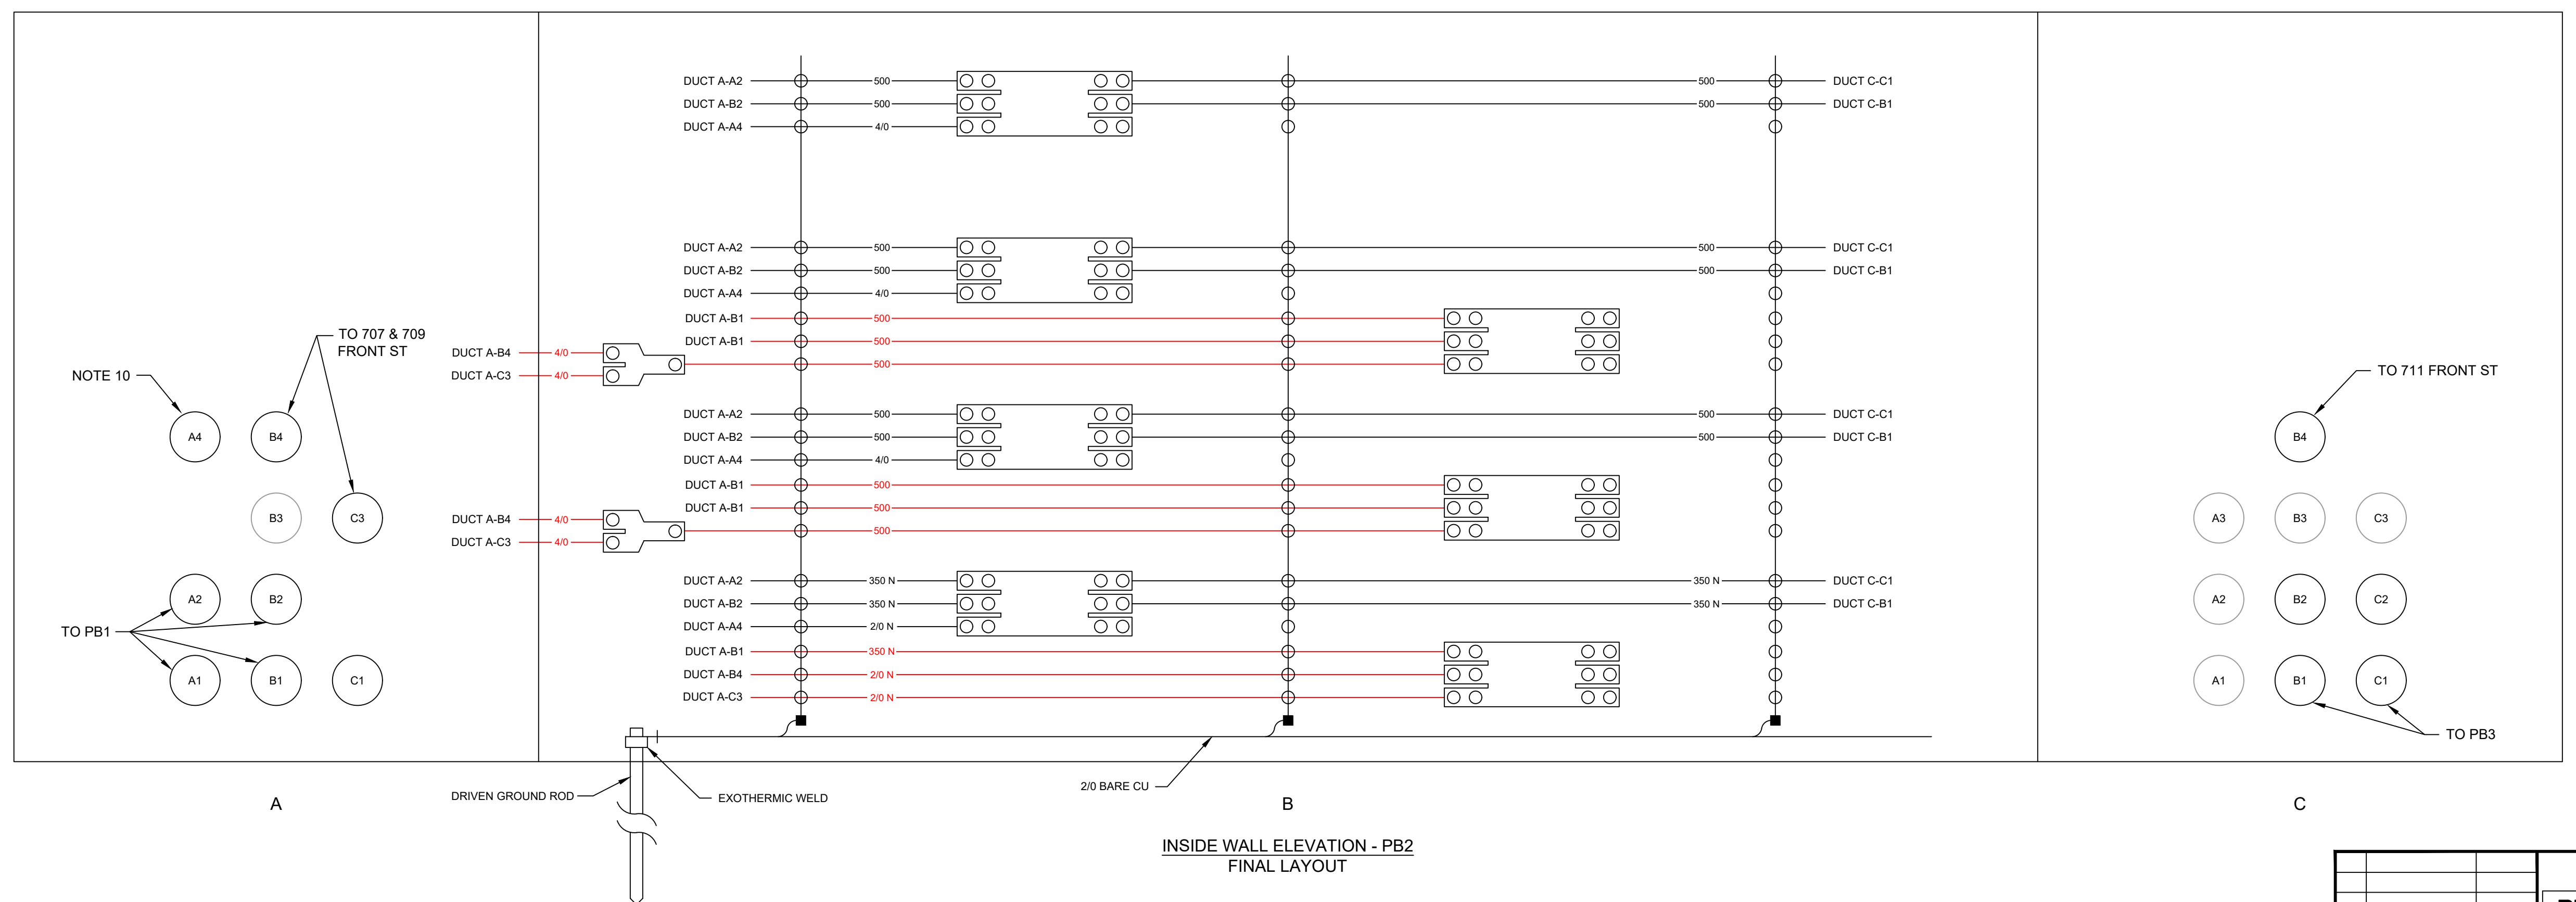 DUCT A-A2 500 500 DUCT C-C1
DUCT A-B2 500 500 DUCT C-B1
DUCT A-A4 4/0
DUCT A-A2 500 500 DUCT C-C1
DUCT A-B2 500 500 DUCT C-B1
DUCT A-A4 4/0
DUCT A-B1 500
DUCT A-B1 500
DUCT A-B4 4/0
500
DUCT A-C3 4/0
DUCT A-A2 500 500 DUCT C-C1
DUCT A-B2 500 500 DUCT C-B1
DUCT A-A4 4/0
DUCT A-B1 500
DUCT A-B1 500
DUCT A-B4 4/0
500
DUCT A-C3 4/0
DUCT A-A2 350 N 350 N DUCT C-C1
DUCT A-B2 350 N 350 N DUCT C-B1
DUCT A-A4 2/0 N
DUCT A-B1 350 N
DUCT A-B4 2/0 N
DUCT A-C3 2/0 N
TO 707 & 709
FRONT ST
NOTE 10
A4 B4
B3 C3
A2 B2
TO PB1
A1 B1 C1
TO 711 FRONT ST
B4
A3 B3 C3
A2 B2 C2
A1 B1 C1
TO PB3
DRIVEN GROUND ROD
EXOTHERMIC WELD
2/0 BARE CU
A
B
C
INSIDE WALL ELEVATION - PB2
FINAL LAYOUT